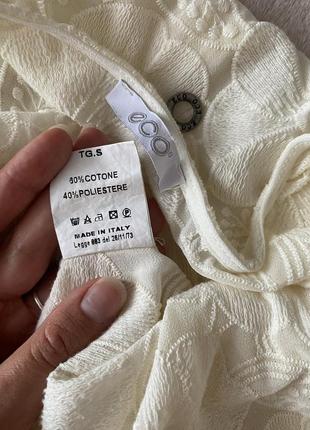 TG.S
60%COTONE
40%POLIESTERE
MADE IN ITALY
Legge 883 del 26/11/73
eCO